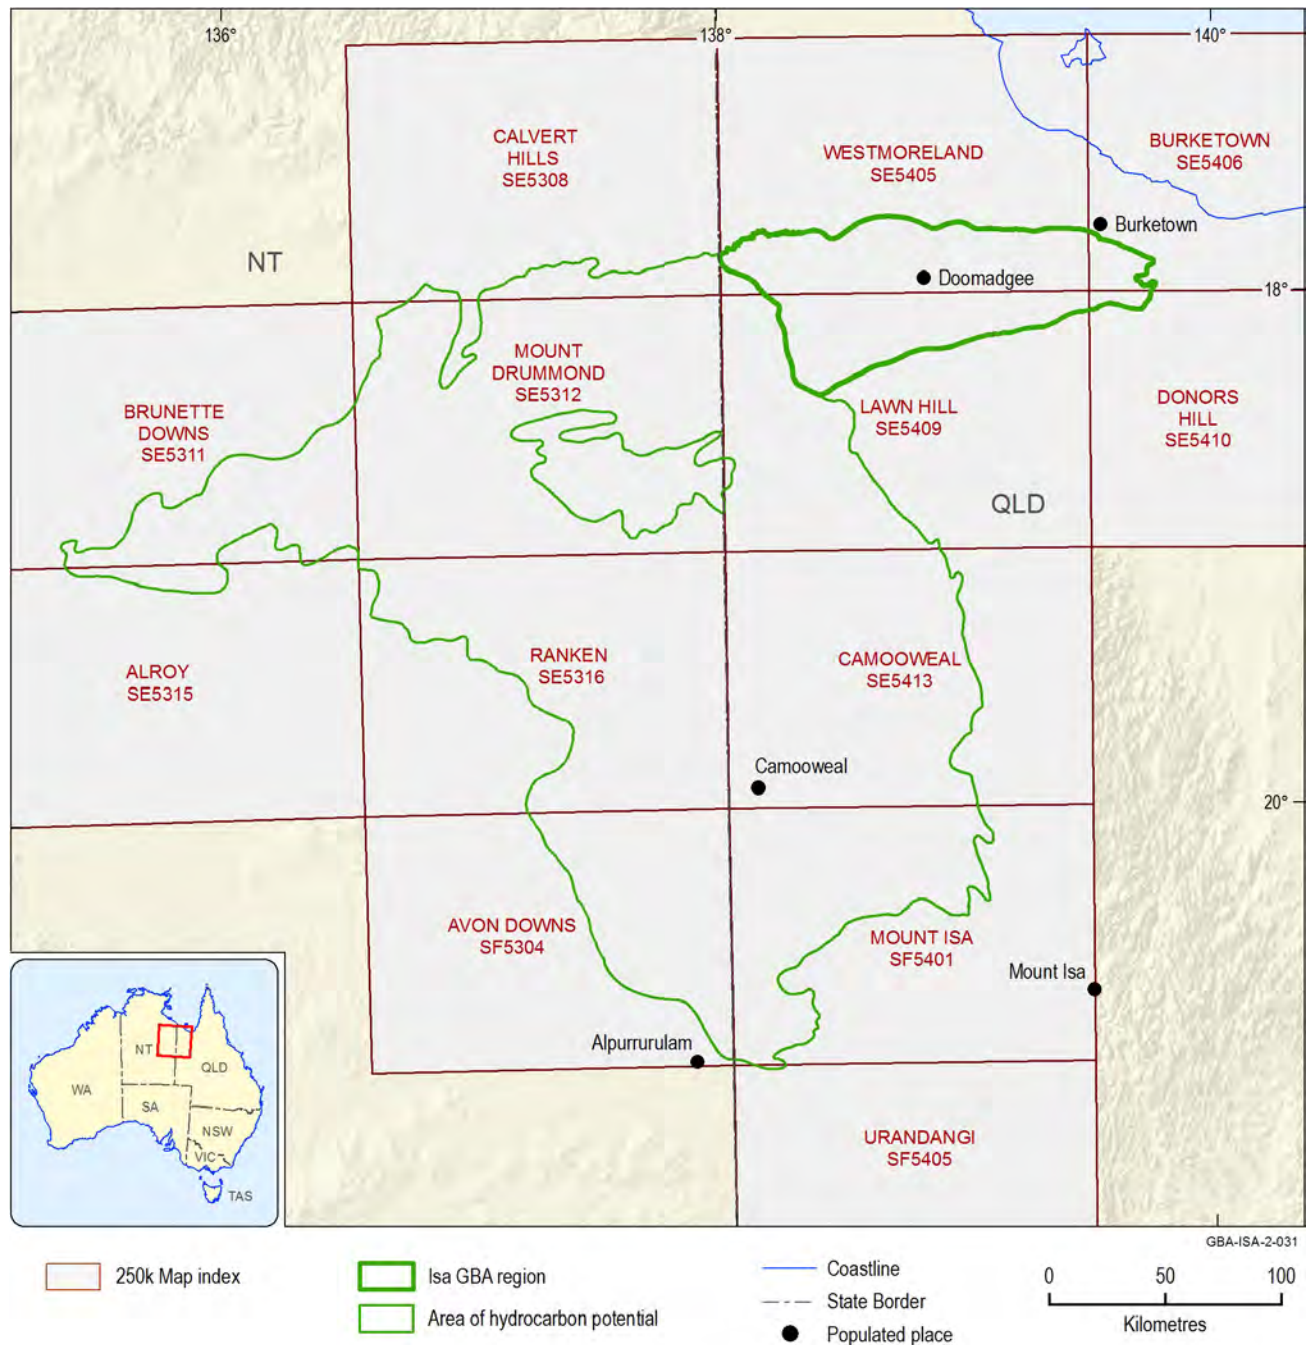 136°
138°
140°
CALVERT
HILLS
SE5308
WESTMORELAND
SE5405
BURKETOWN
SE5406
Burketown
NT
Doomadgee
18°
MOUNT
DRUMMOND
SE5312
BRUNETTE
DOWNS
SE5311
LAWN HILL
SE5409
DONORS
HILL
SE5410
QLD
ALROY
SE5315
RANKEN
SE5316
CAMOOWEAL
SE5413
Camooweal
20°
AVON DOWNS
SF5304
MOUNT ISA
SF5401
Mount Isa
Alpurrurulam
URANDANGI
SF5405
NT
QLD
WA
SA
NSW
VIC
TAS
GBA-ISA-2-031
250k Map index
Isa GBA region
Area of hydrocarbon potential
Coastline
State Border
Populated place
0 50 100
Kilometres